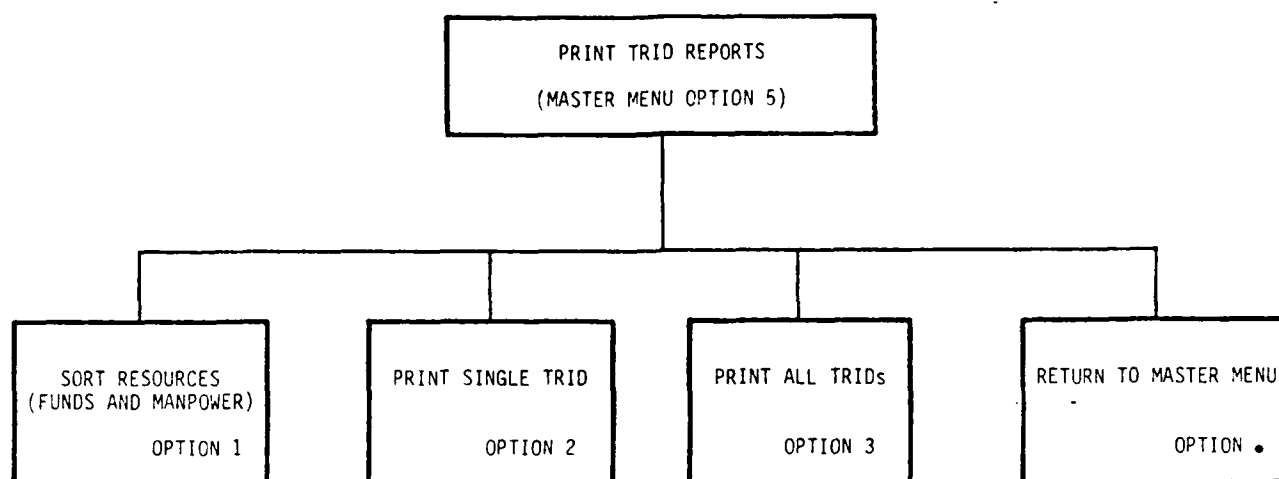 PRINT TRID REPORTS
(MASTER MENU OPTION 5)
SORT RESOURCES
(FUNDS AND MANPOWER)
OPTION 1
PRINT SINGLE TRID
OPTION 2
PRINT ALL TRIDs
OPTION 3
RETURN TO MASTER MENU
OPTION •